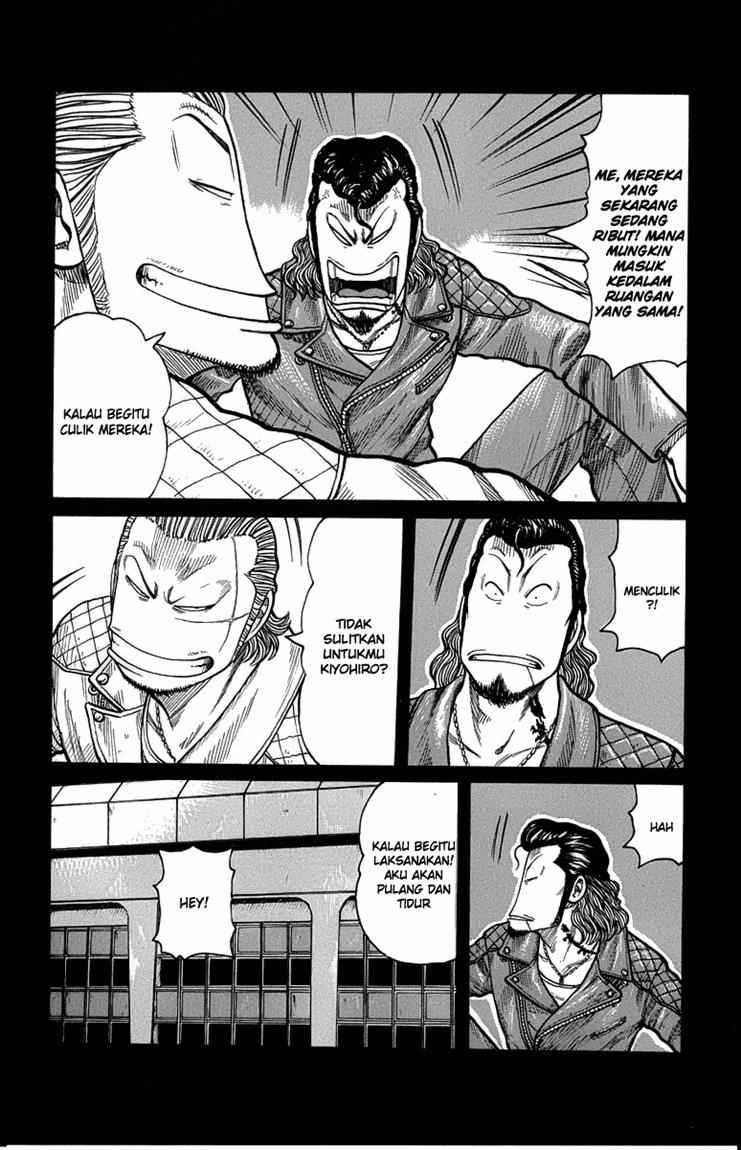 ME, MEREKA
YANG
SEKARANG
SEDANG
RIBUT! MANA
MUNGKIN
MASUK
KEDALAM
RUANGAN
YANG SAMA!
KALAU BEGITU
CULIK MEREKA!
MENCULIK
?!
TIDAK
SULITKAN
UNTUKMU
KIYOHIRO?
HAH
KALAU BEGITU
LAKSANAKAN!
AKU AKAN
PULANG DAN
TIDUR
HEY!